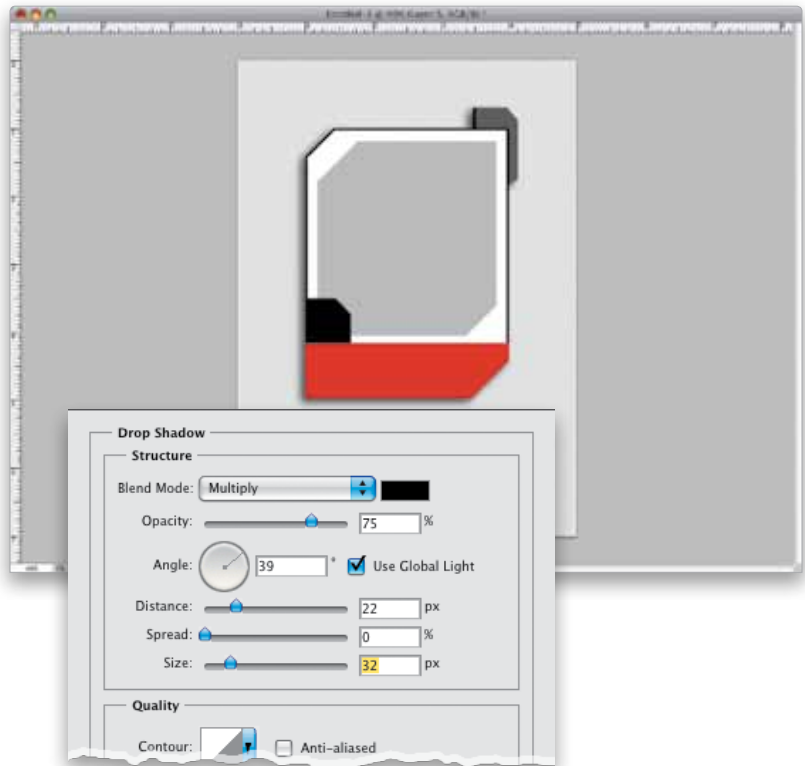 Drop Shadow
Structure
Blend Mode: Multiply
Opacity: 75 %
Angle: 39 ° Use Global Light
Distance: 22 px
Spread: 0 %
Size: 32 px
Quality
Contour: Anti-aliased